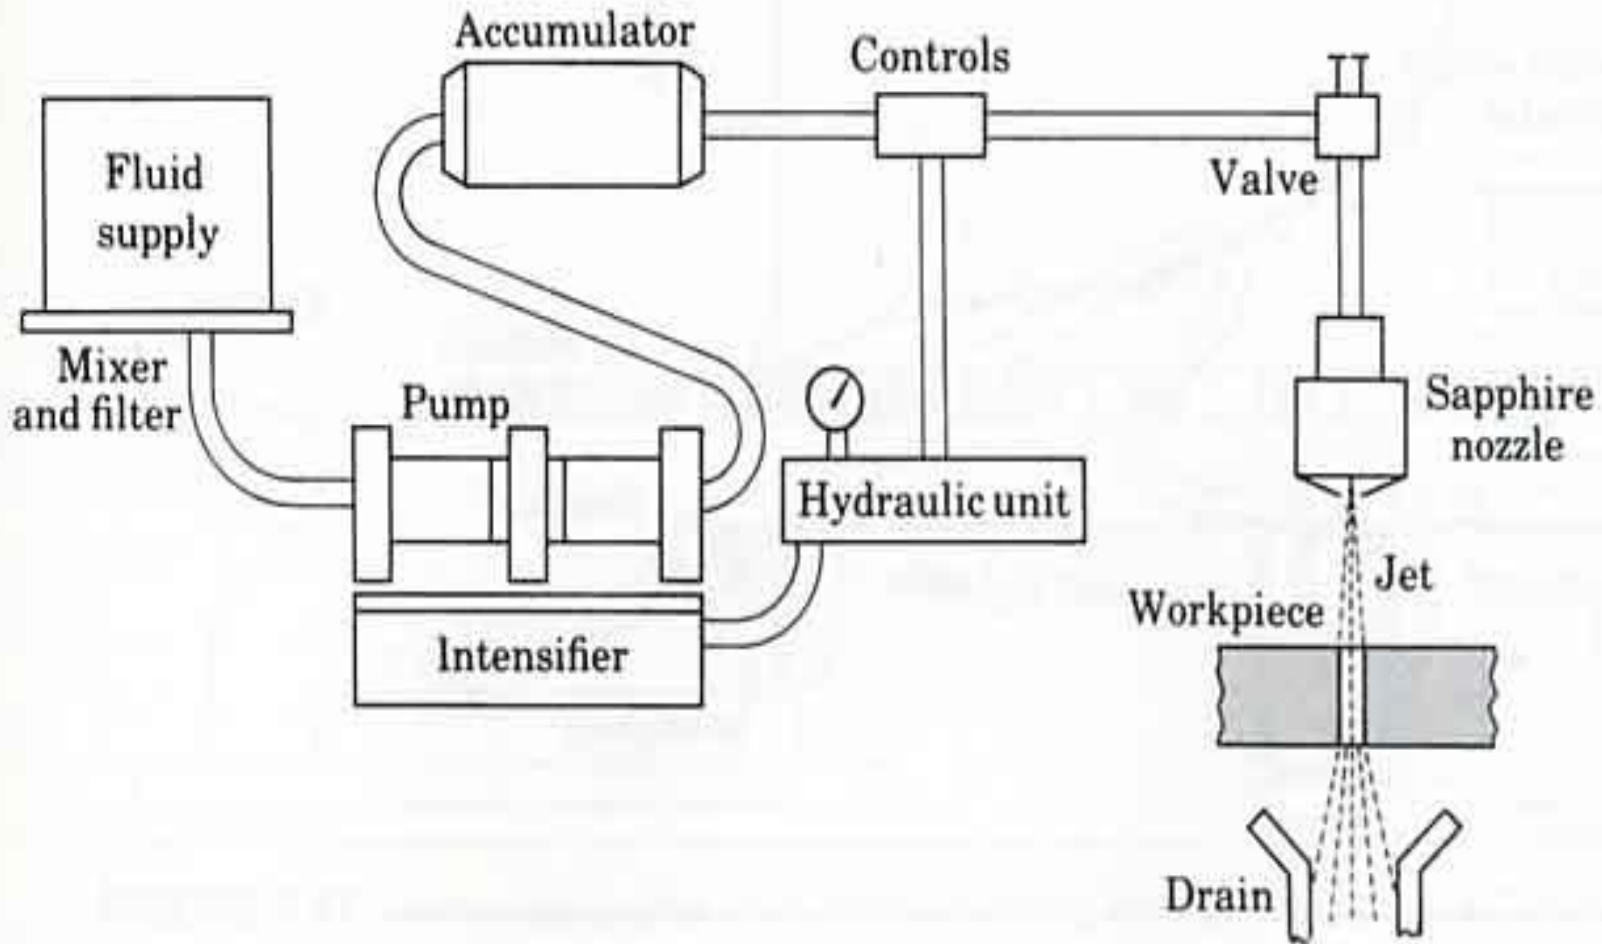 Accumulator
Controls
Fluid
supply
Valve
Mixer
and filter
Pump
Sapphire
nozzle
Hydraulic unit
Jet
Workpiece
Intensifier
Drain